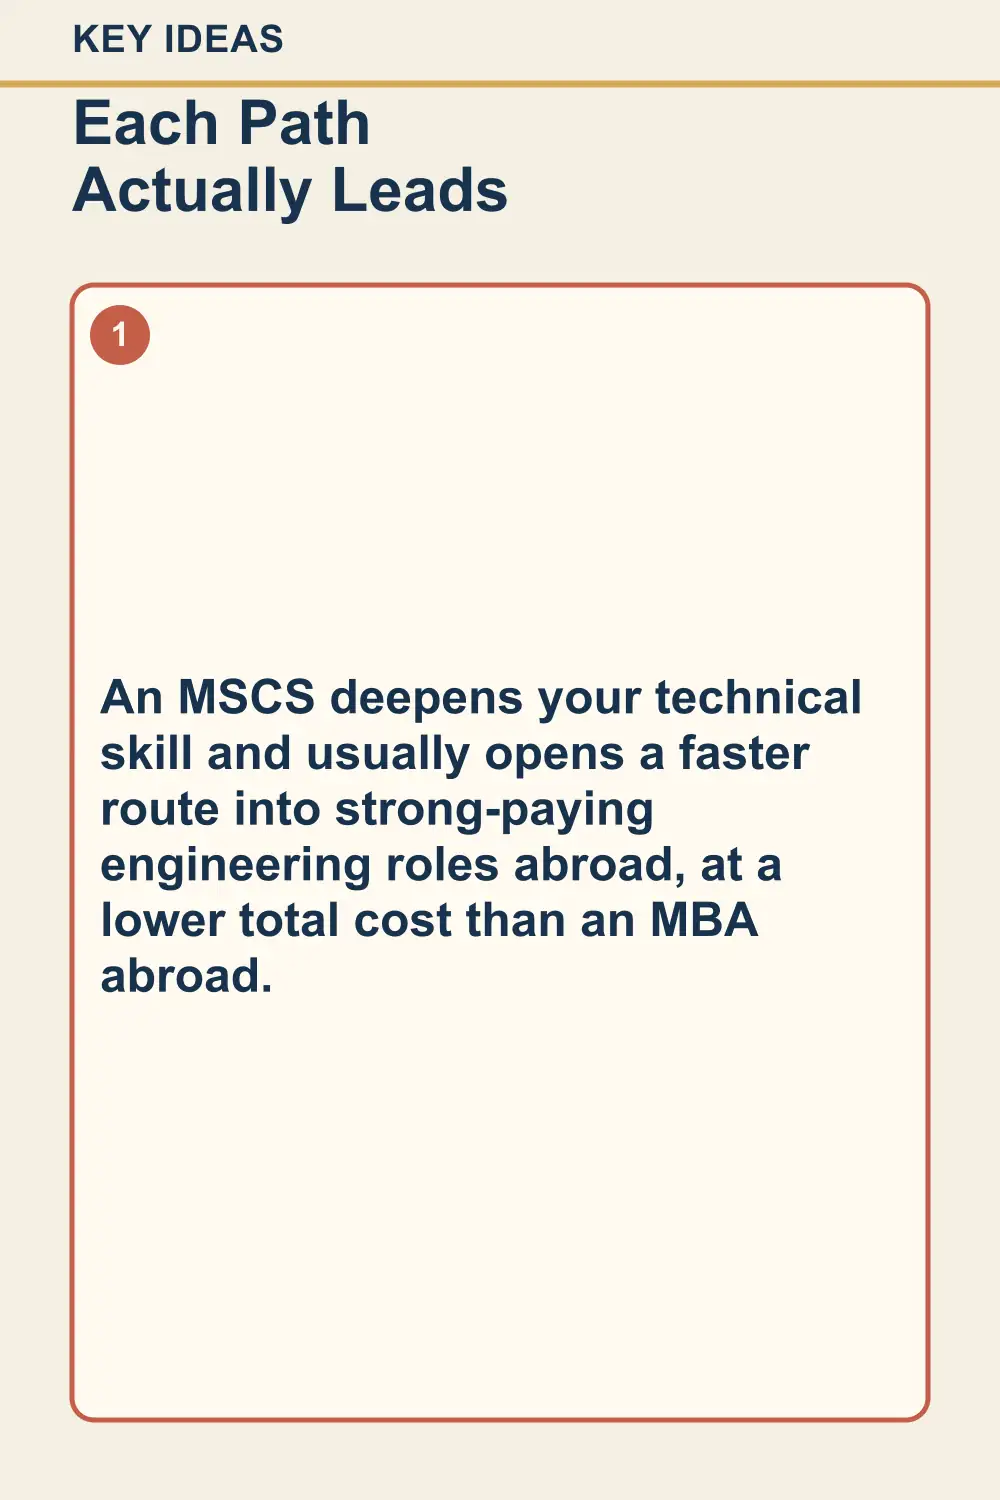 KEY IDEAS
Each Path
Actually Leads
1
An MSCS deepens your technical
skill and usually opens a faster
route into strong-paying
engineering roles abroad, at a
lower total cost than an MBA
abroad.